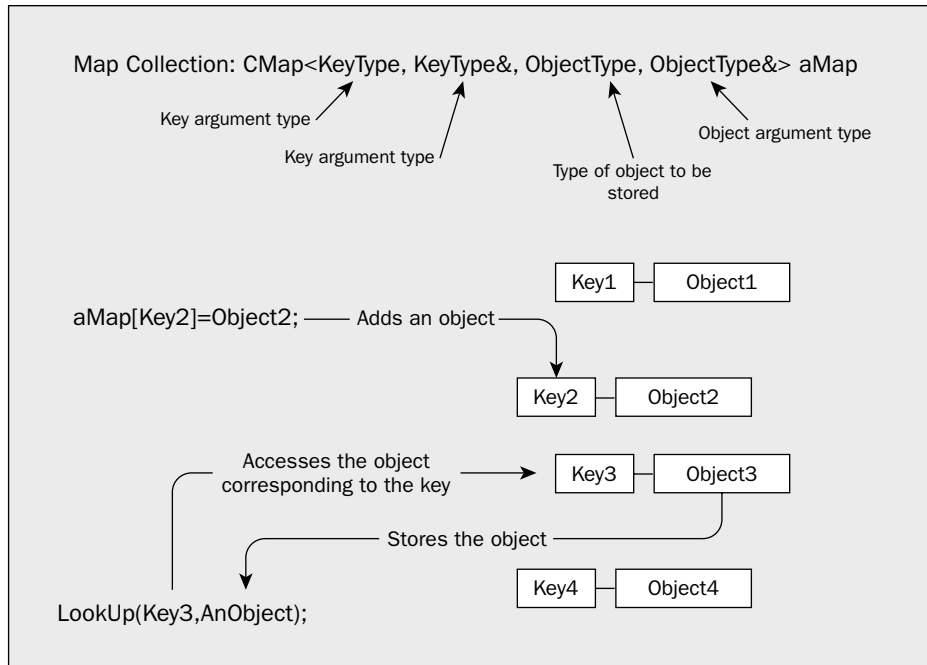 Map Collection: CMap<KeyType, KeyType&, ObjectType, ObjectType&> aMap
Key argument type
Key argument type
Type of object to be
stored
Object argument type
Key1
Object1
aMap[Key2]=Object2;
Adds an object
Key2
Object2
Accesses the object
corresponding to the key
Key3
Object3
Stores the object
Key4
Object4
LookUp(Key3,AnObject);